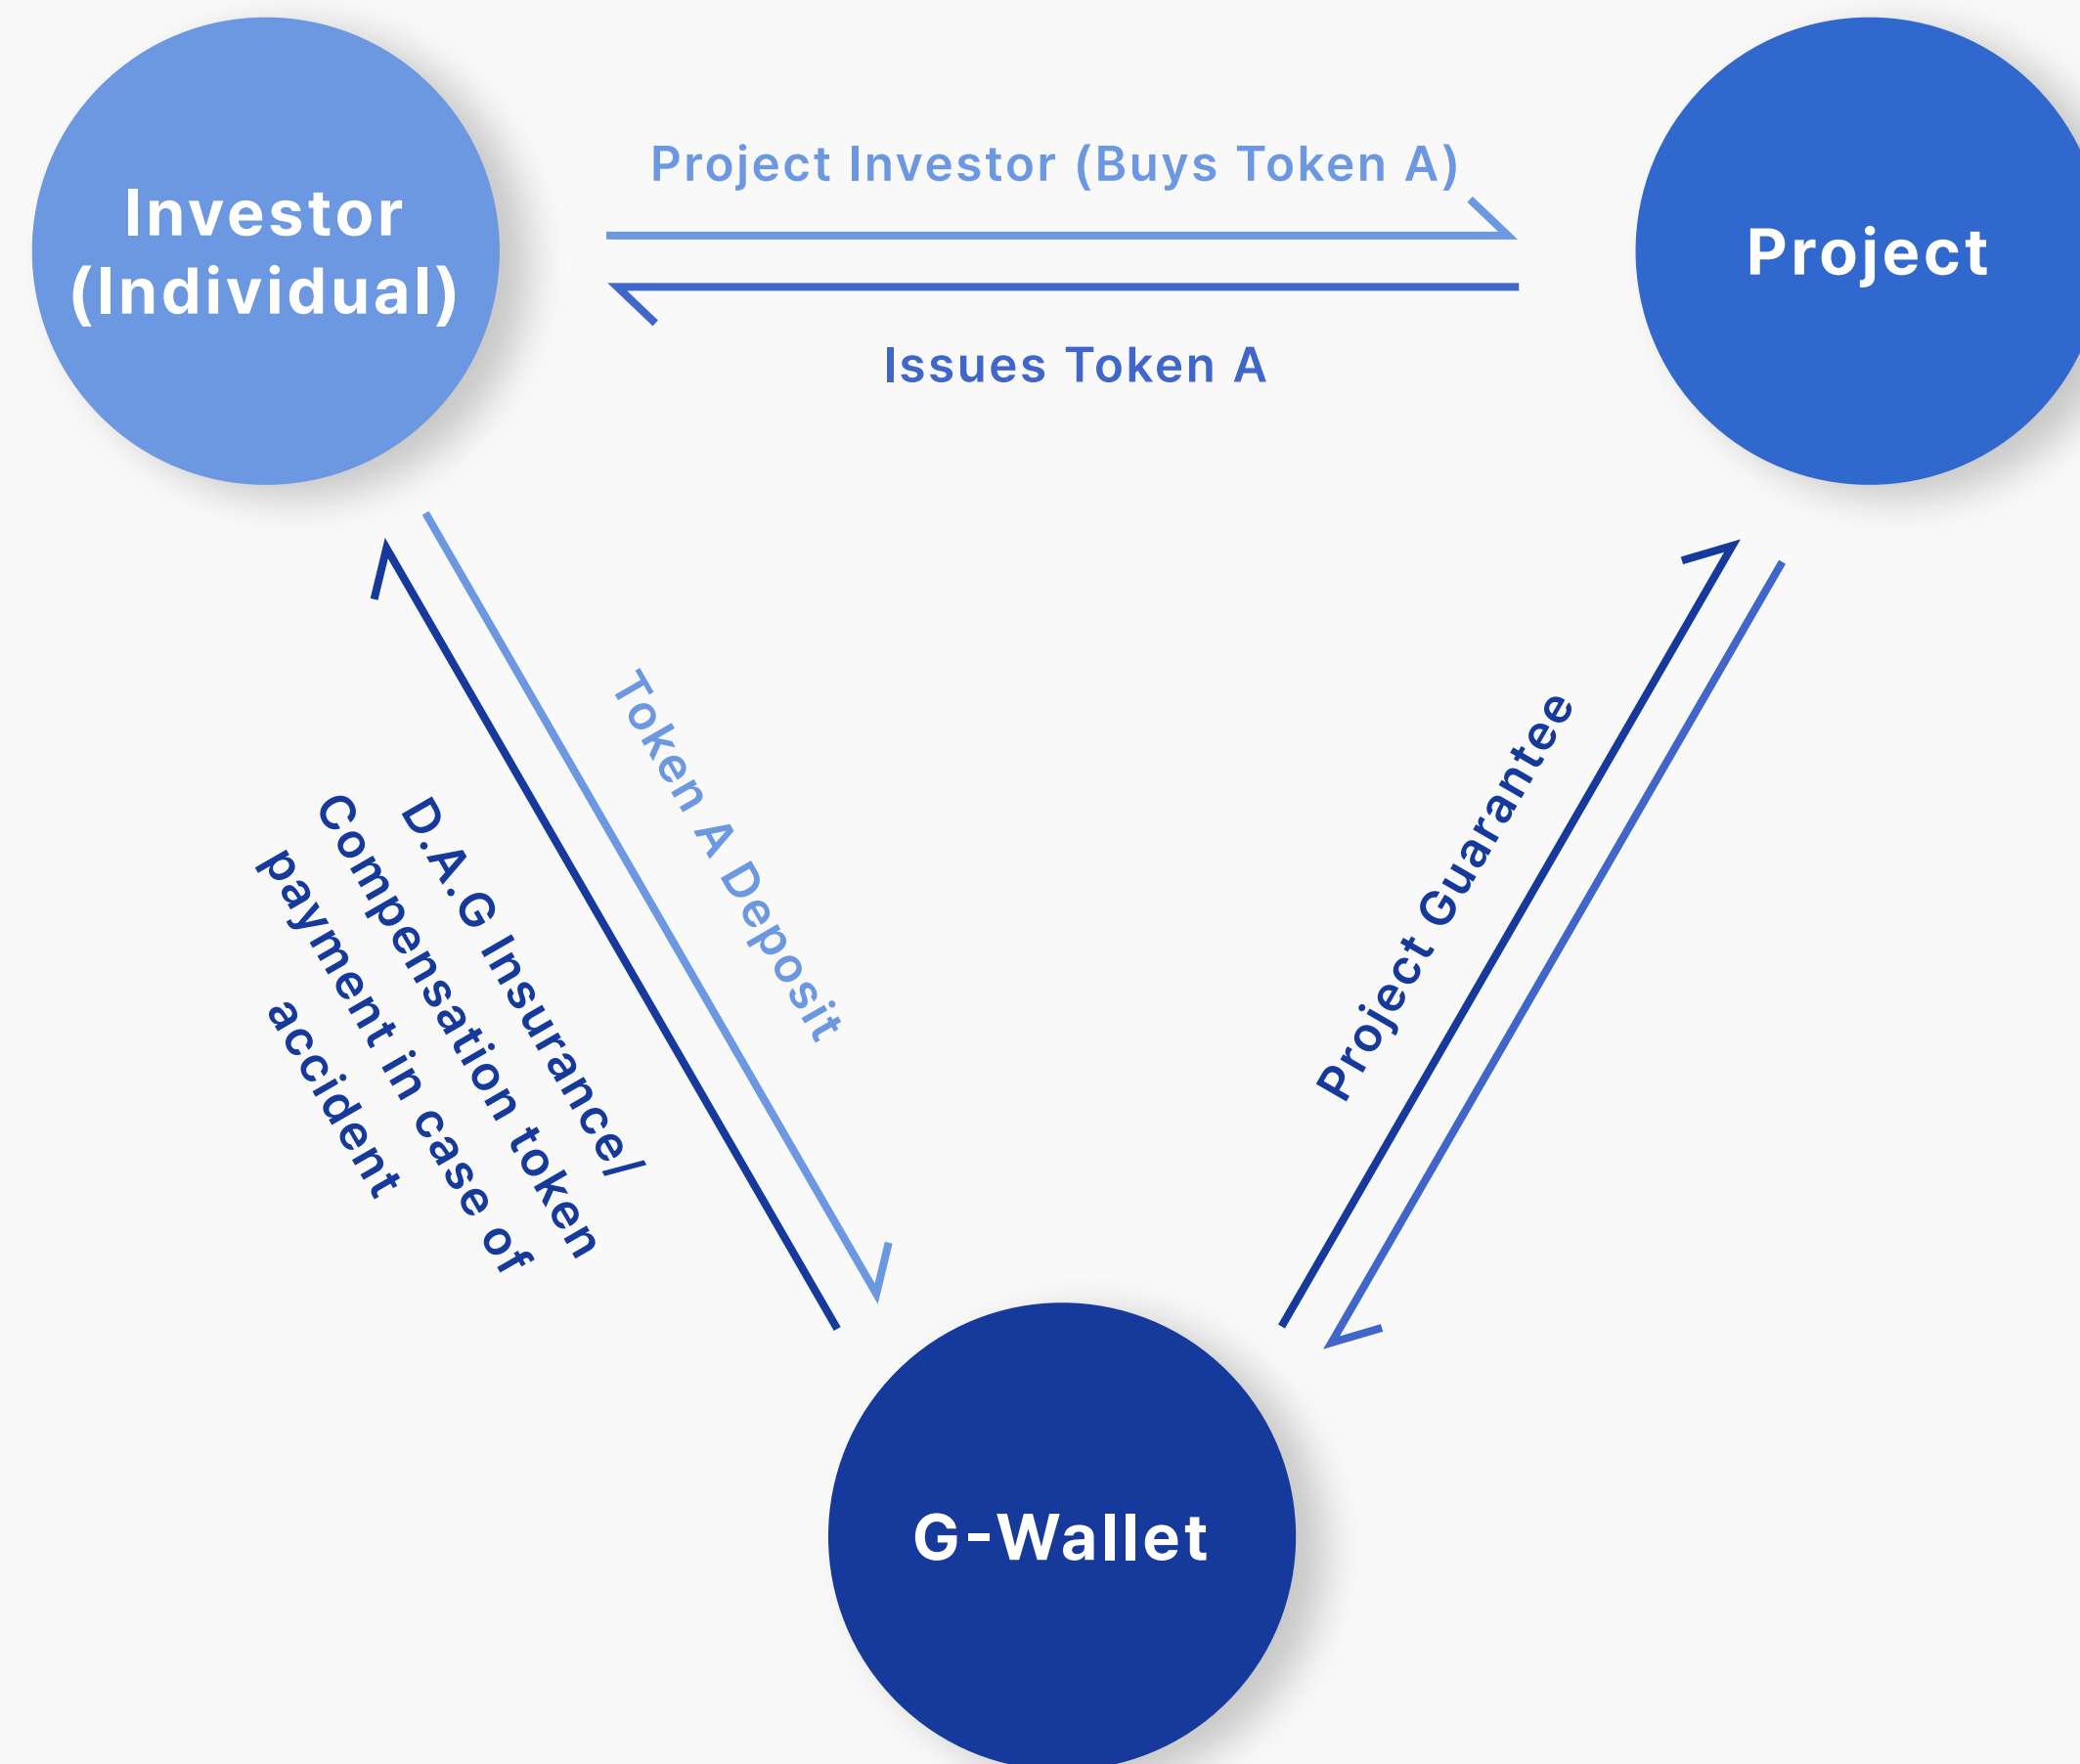 Investor
(Individual)
Project Investor (Buys Token A)
Issues Token A
Project
Token A Deposit
D.A.G Insurance/
Compensation token
payment in case of
accident
Project Guarantee
G-Wallet